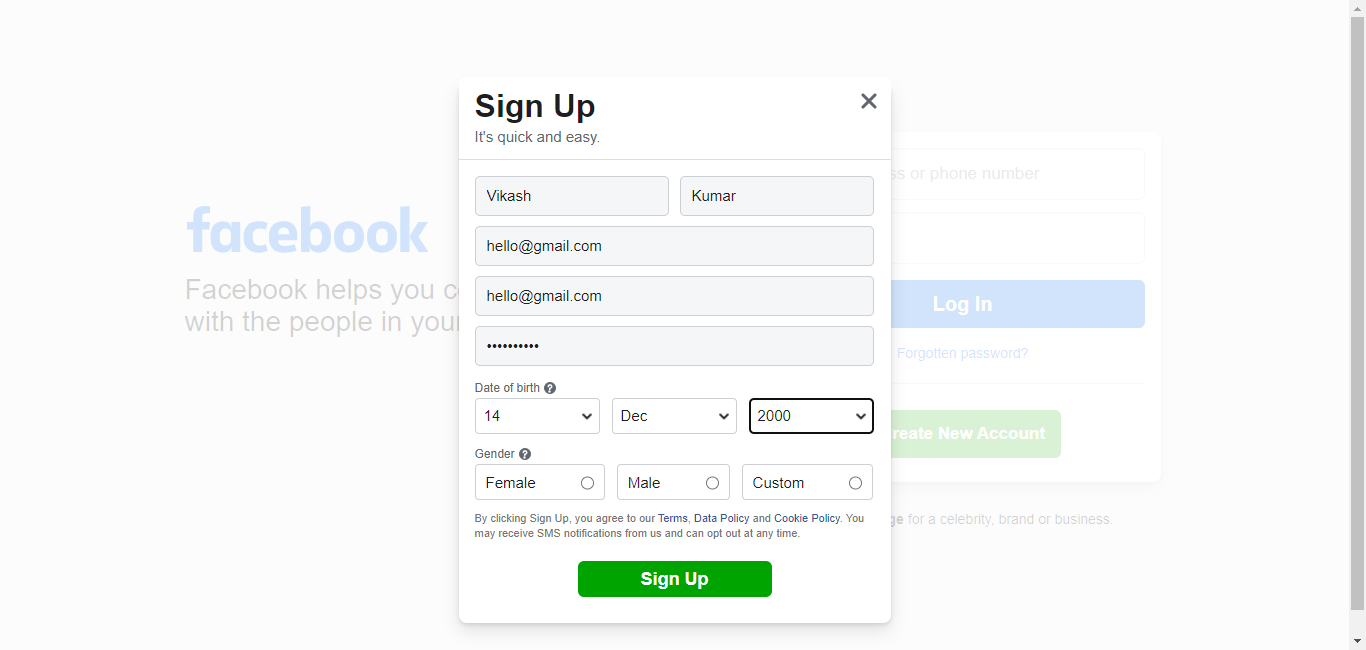 Sign Up
It's quick and easy.
Vikash Kumar
hello@gmail.com
hello@gmail.com
••••••••••
Date of birth ?
14 Dec 2000
Gender ?
Female Male Custom
By clicking Sign Up, you agree to our Terms, Data Policy and Cookie Policy. You
may receive SMS notifications from us and can opt out at any time.
Sign Up
facebook
Facebook helps you
with the people in
or phone number
Log In
Forgotten password?
New Account
for a celebrity, brand or business.